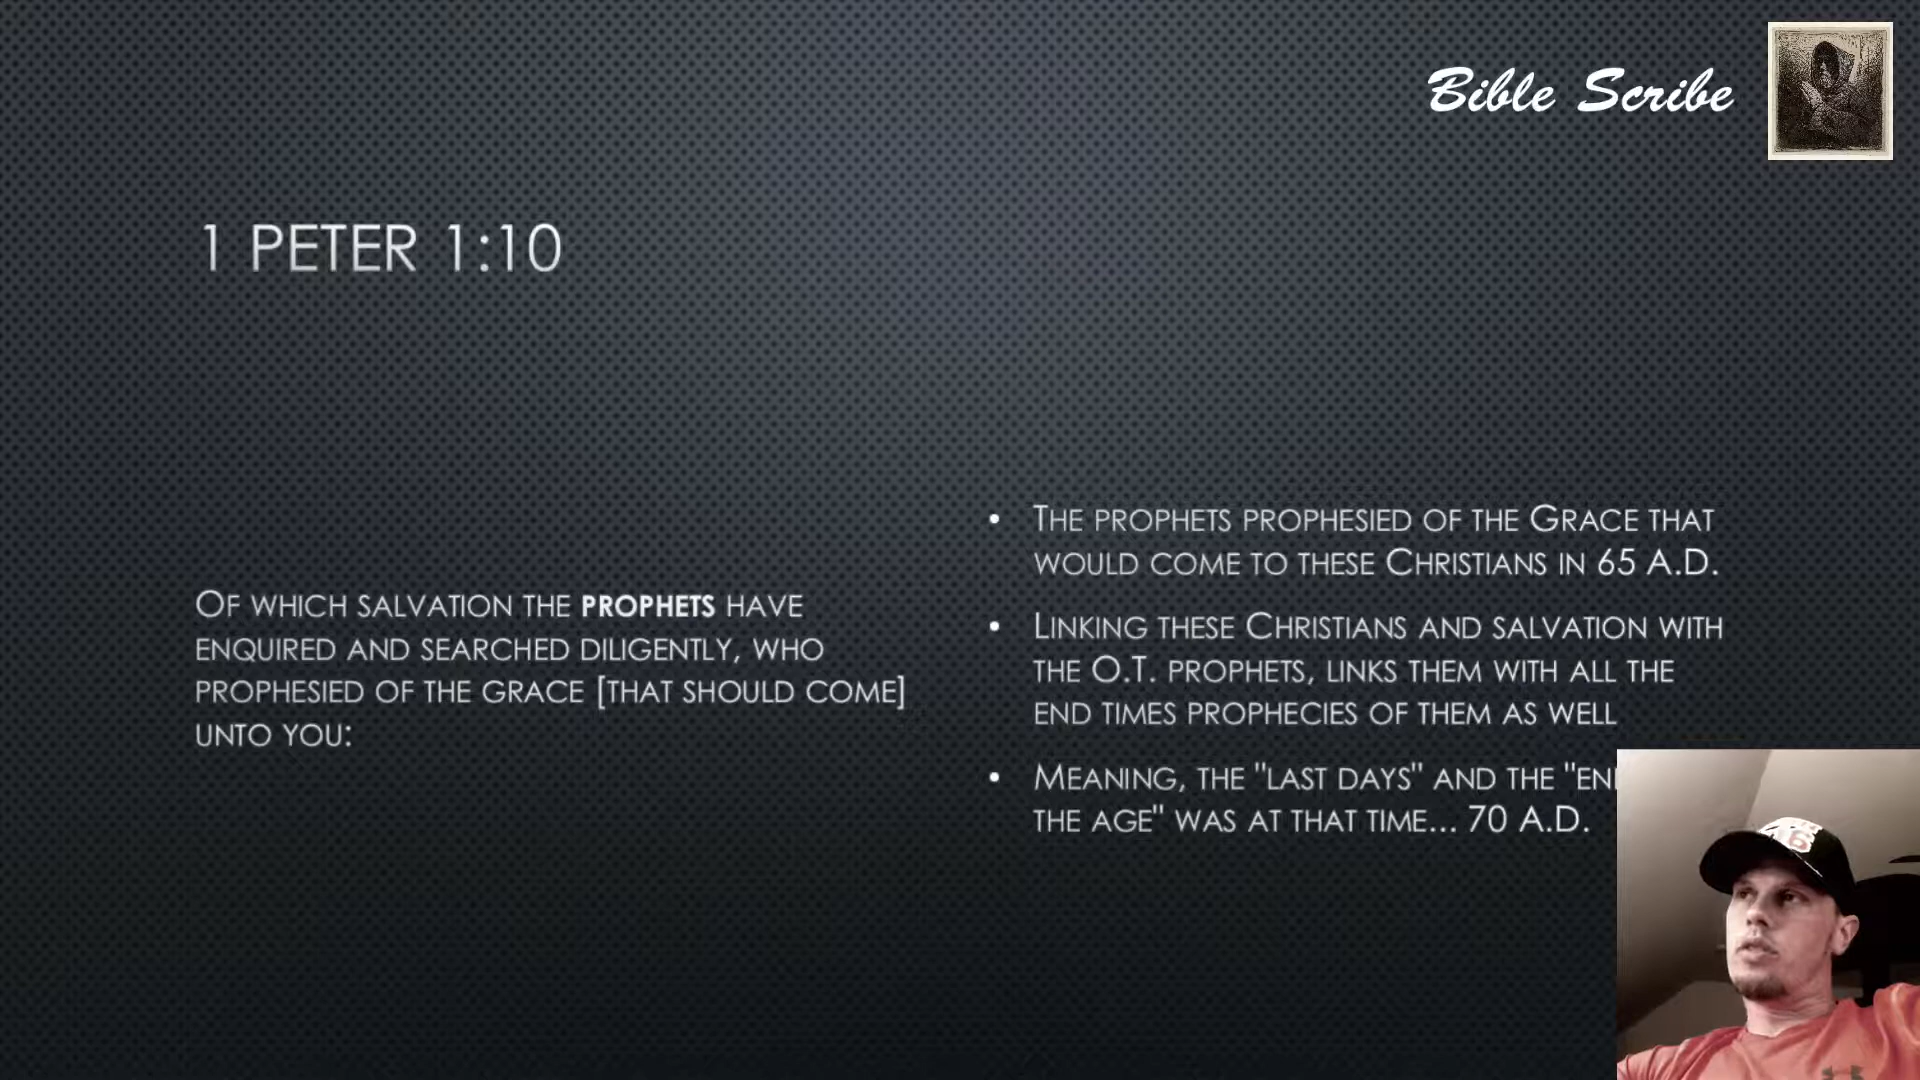 Bible Scribe
1 PETER 1:10
OF WHICH SALVATION THE PROPHETS HAVE
ENQUIRED AND SEARCHED DILIGENTLY, WHO
PROPHESIED OF THE GRACE [THAT SHOULD COME]
UNTO YOU:
• THE PROPHETS PROPHESIED OF THE GRACE THAT
WOULD COME TO THESE CHRISTIANS IN 65 A.D.
• LINKING THESE CHRISTIANS AND SALVATION WITH
THE O.T. PROPHETS, LINKS THEM WITH ALL THE
END TIMES PROPHECIES OF THEM AS WELL
• MEANING, THE "LAST DAYS" AND THE
THE AGE" WAS AT THAT TIME... 70 A.D.